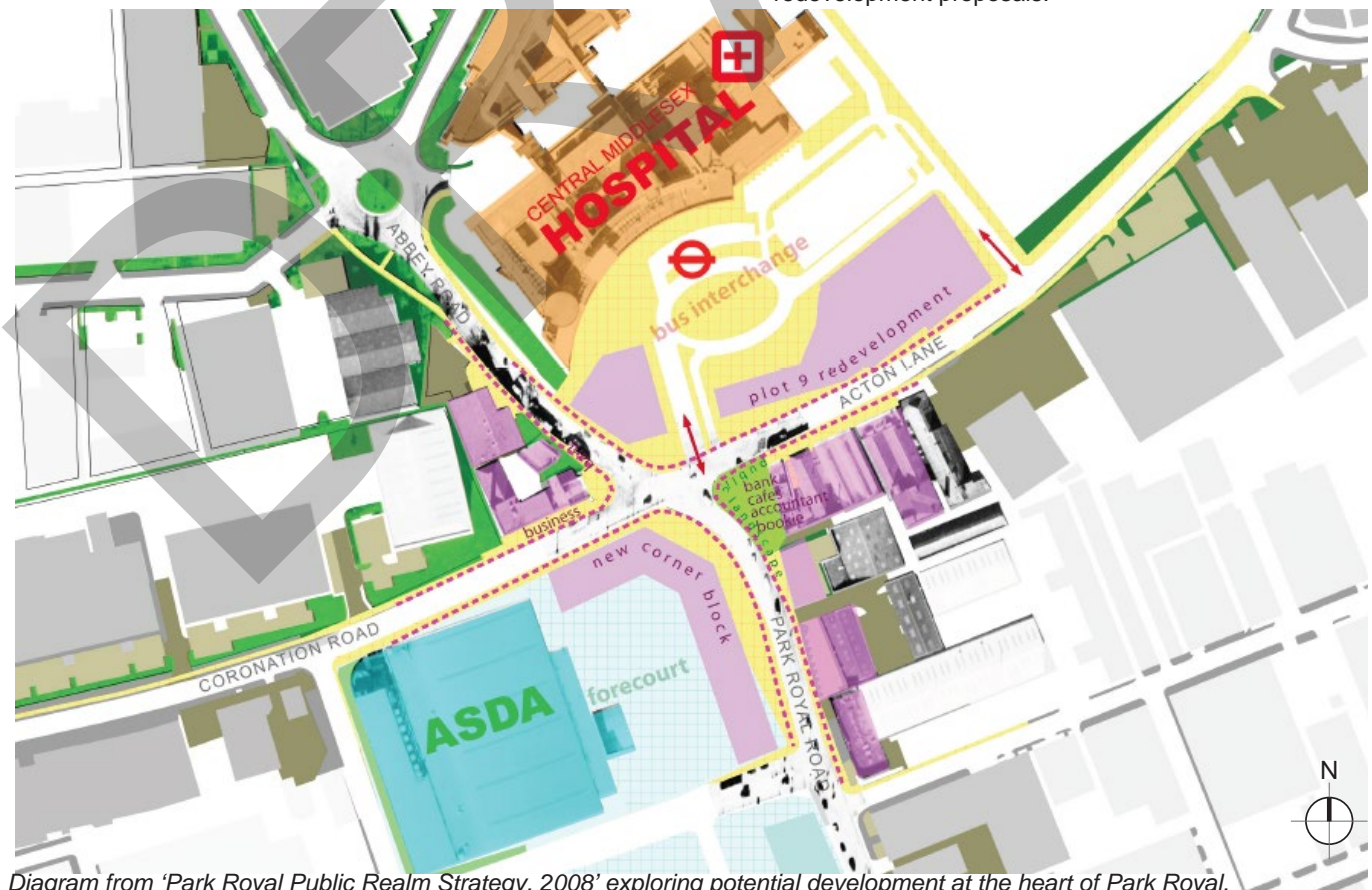 redevelopment proposals.
CENTRAL MIDDLESEX
HOSPITAL
ABBEY ROAD
bus interchange
plot 9 redevelopment
ACTON LANE
bank
cafes
accountant
bookie
business
new corner block
CORONATION ROAD
PARK ROYAL ROAD
ASDA
forecourt
N
Diagram from ‘Park Royal Public Realm Strategy, 2008’ exploring potential development at the heart of Park Royal.